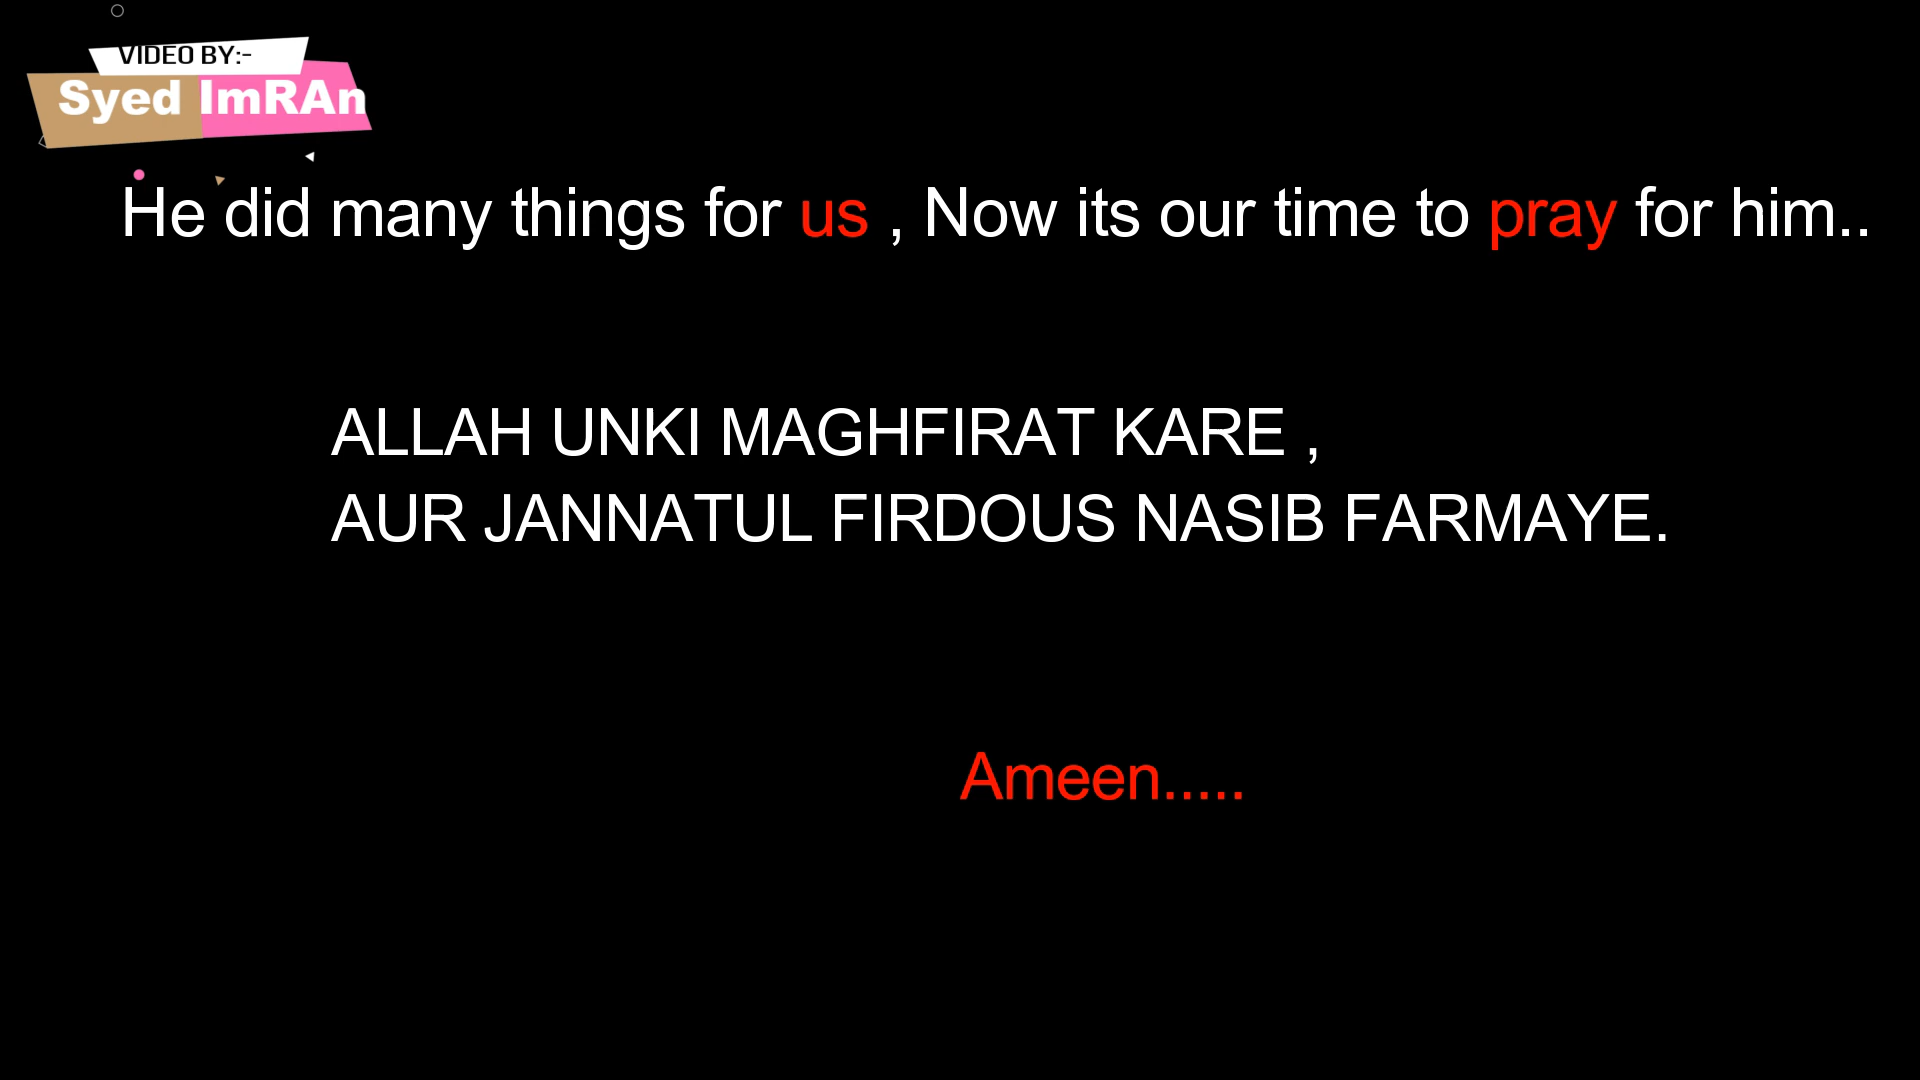 VIDEO BY:-
Syed ImRAn
He did many things for us , Now its our time to pray for him..
ALLAH UNKI MAGHFIRAT KARE ,
AUR JANNATUL FIRDOUS NASIB FARMAYE.
Ameen.....